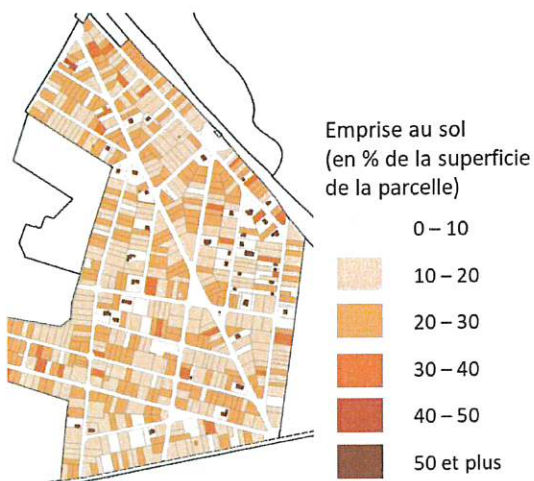 Emprise au sol
(en % de la superficie
de la parcelle)
0 – 10
10 – 20
20 – 30
30 – 40
40 – 50
50 et plus